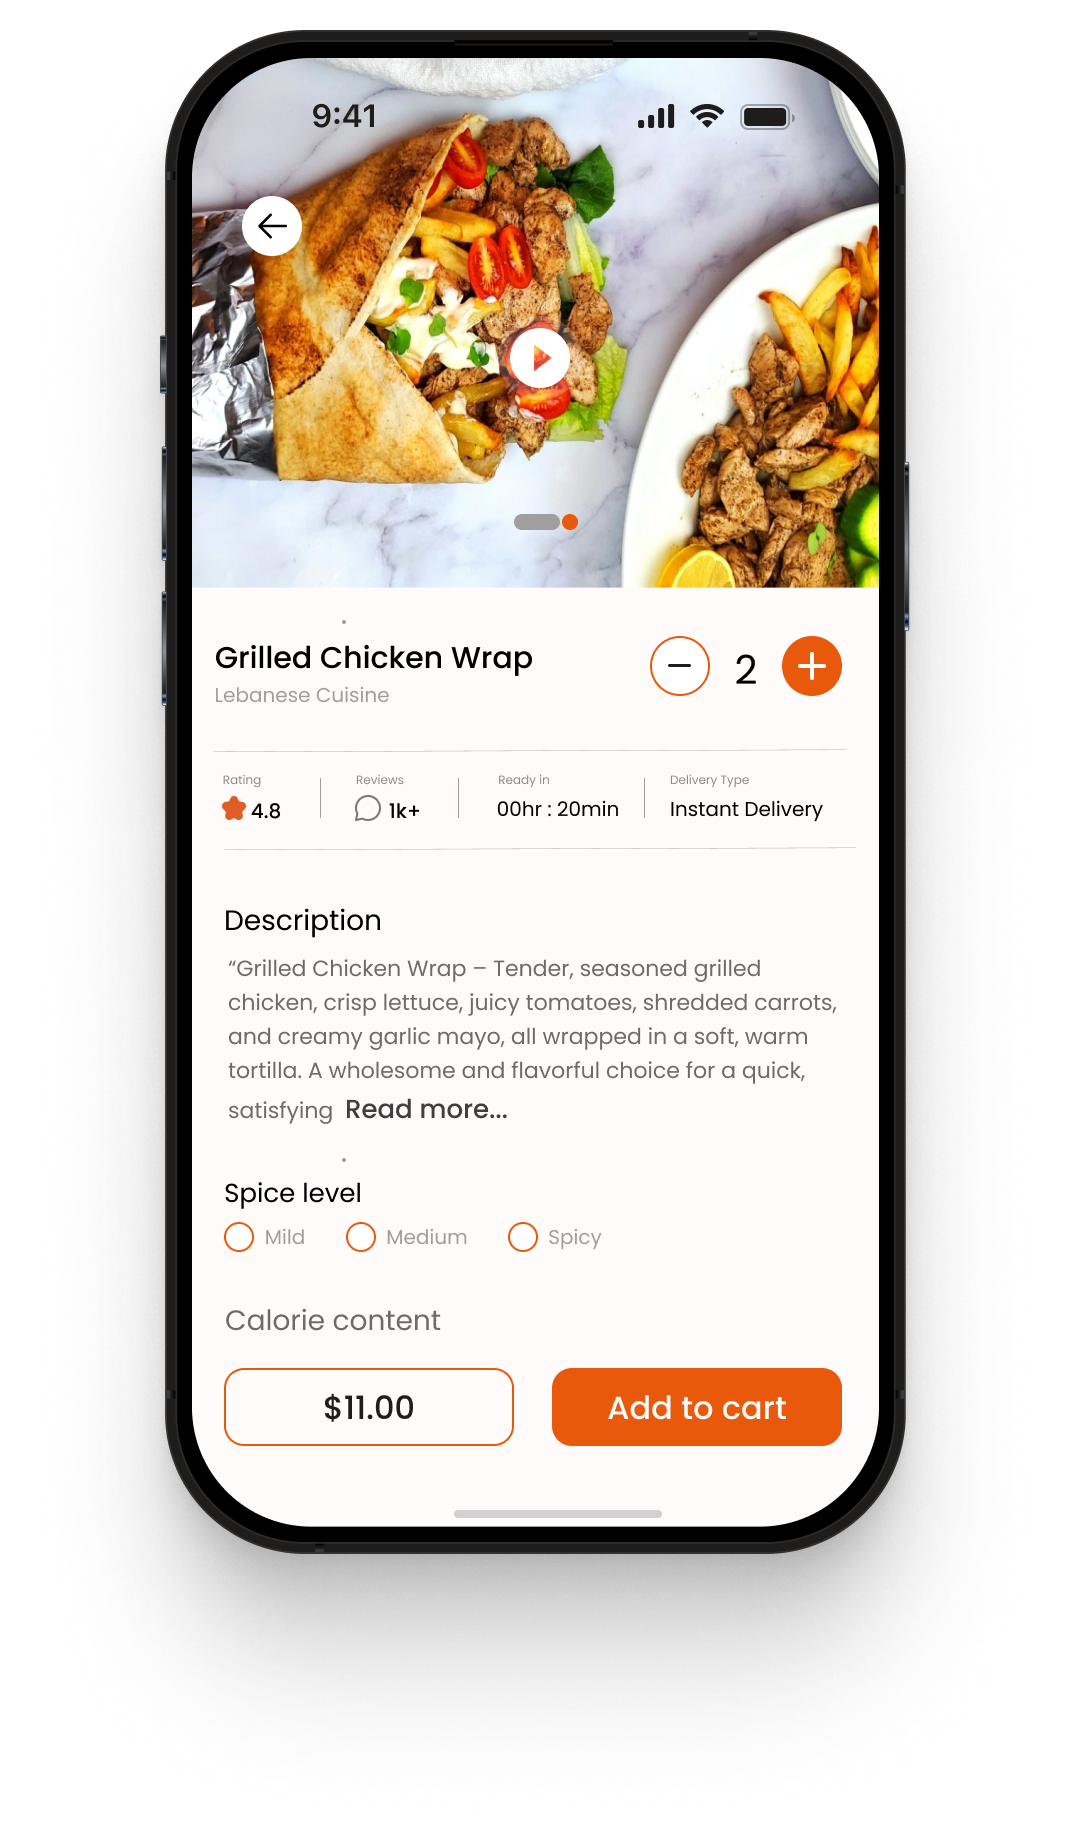 9:41
Grilled Chicken Wrap
Lebanese Cuisine
2
Rating
Reviews
Ready in
Delivery Type
4.8
1k+
00hr : 20min
Instant Delivery
Description
“Grilled Chicken Wrap – Tender, seasoned grilled
chicken, crisp lettuce, juicy tomatoes, shredded carrots,
and creamy garlic mayo, all wrapped in a soft, warm
tortilla. A wholesome and flavorful choice for a quick,
satisfying Read more...
Spice level
Mild
Medium
Spicy
Calorie content
$11.00
Add to cart